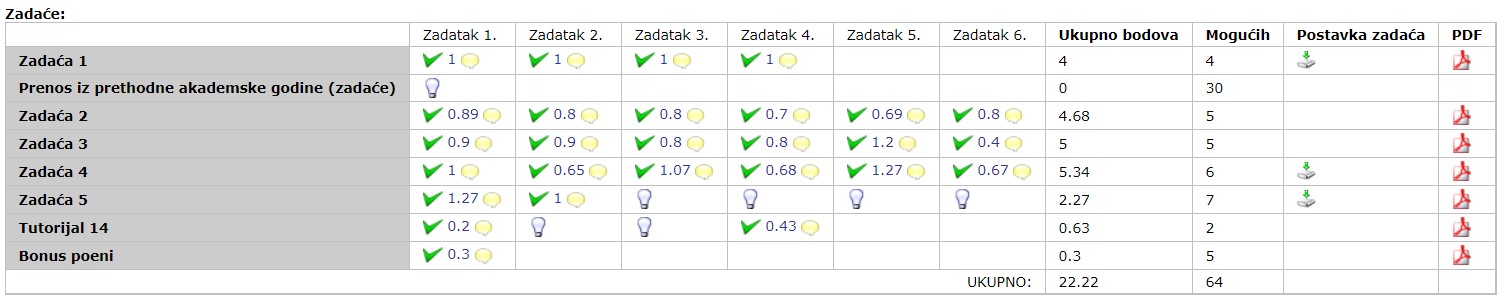 Zadaće:
Zadatak 1. Zadatak 2. Zadatak 3. Zadatak 4. Zadatak 5. Zadatak 6. Ukupno bodova Mogućih Postavka zadaća PDF
Zadaća 1 1 1 1 1 4 4
Prenos iz prethodne akademske godine (zadaće) 0 30
Zadaća 2 0.89 0.8 0.8 0.7 0.69 0.8 4.68 5
Zadaća 3 0.9 0.9 0.8 0.8 1.2 0.4 5 5
Zadaća 4 1 0.65 1.07 0.68 1.27 0.67 5.34 6
Zadaća 5 1.27 1 2.27 7
Tutorijal 14 0.2 0.43 0.63 2
Bonus poeni 0.3 0.3 5
UKUPNO: 22.22 64